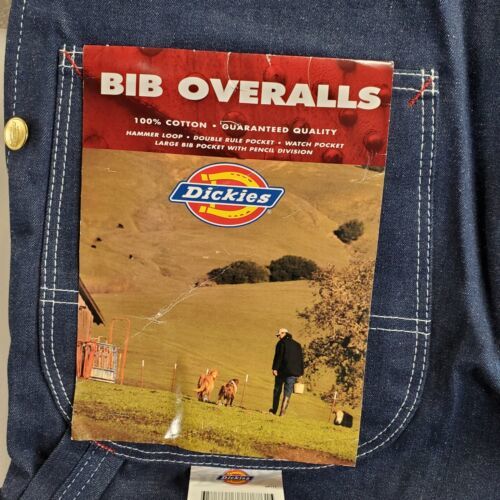 BIB OVERALLS
100% COTTON • GUARANTEED QUALITY
HAMMER LOOP • DOUBLE RULE POCKET • WATCH POCKET
LARGE BIB POCKET WITH PENCIL DIVISION
Dickies
Dickies